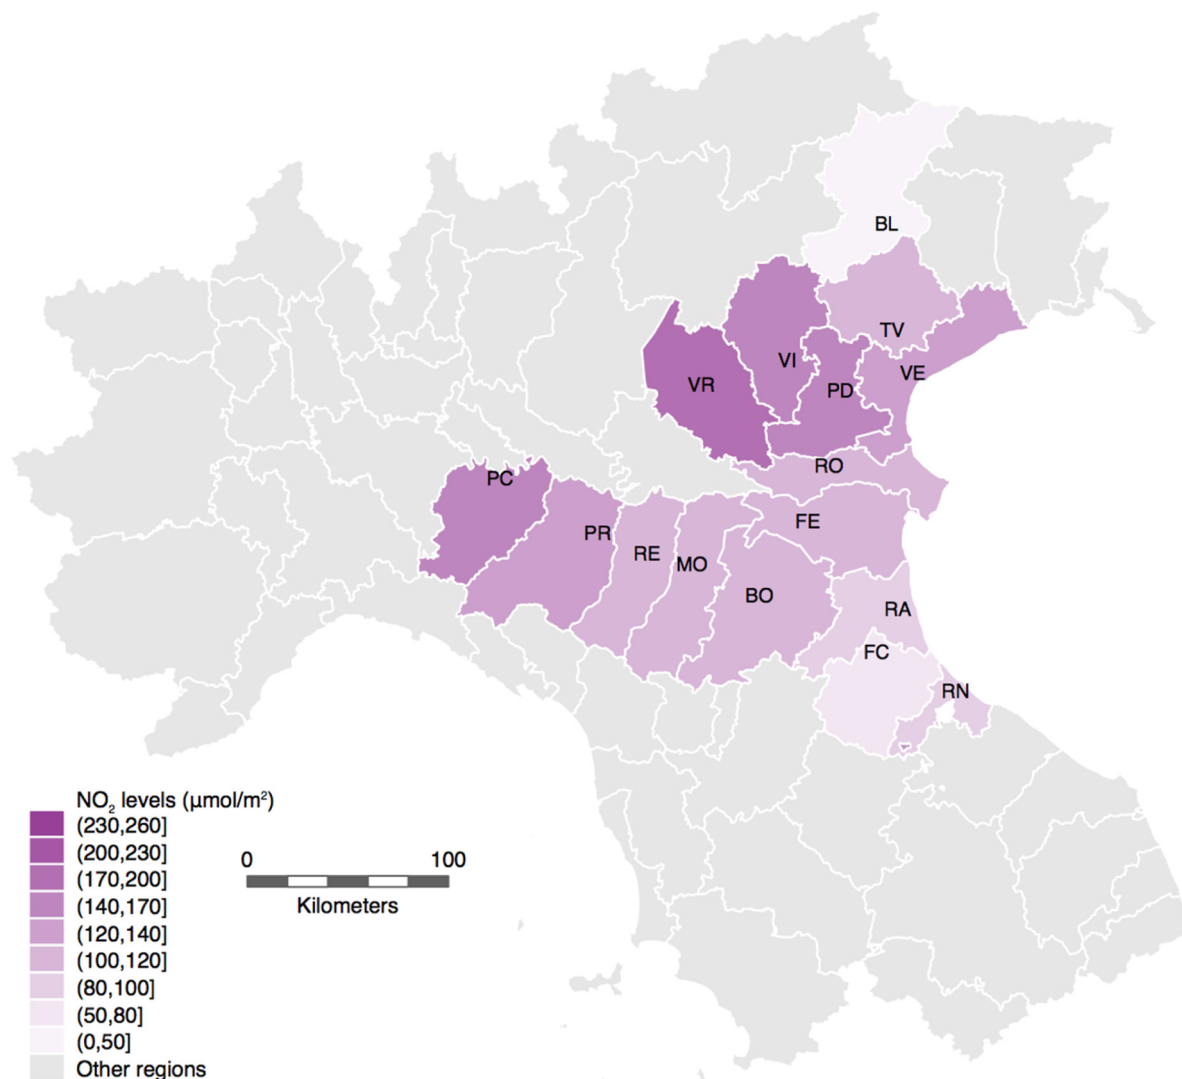 BL
TV
VI
VE
VR
PD
RO
PC
FE
PR
RE
MO
BO
RA
FC
RN
NO₂ levels (µmol/m²)
(230,260]
(200,230]
(170,200]
(140,170]
(120,140]
(100,120]
(80,100]
(50,80]
(0,50]
Other regions
0 100
Kilometers